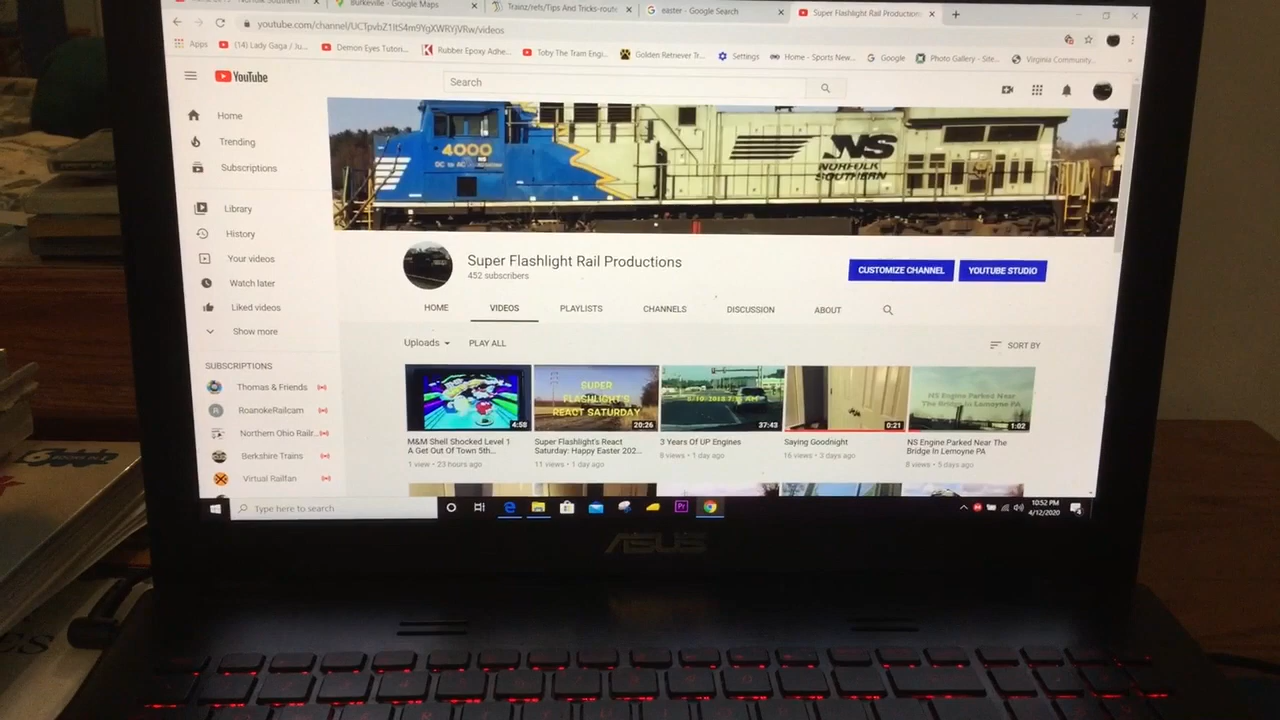 Burkeville - Google Maps
Trainz/refs/Tips And Tricks-route
easter - Google Search
Super Flashlight Rail Productions
youtube.com/channel/UCTpvbZ1ItS4m9YgXWRYjVRw/videos
Apps
(14) Lady Gaga / Ju...
Demon Eyes Tutori...
Rubber Epoxy Adhe...
Toby The Tram Engi...
Golden Retriever Tr...
Settings
Home - Sports New...
Google
Photo Gallery - Site...
Virginia Community...
YouTube
Search
Home
Trending
Subscriptions
Library
History
Your videos
Watch later
Liked videos
Show more
SUBSCRIPTIONS
Thomas & Friends
RoanokeRailcam
Northern Ohio Railr...
Berkshire Trains
Virtual Railfan
4000
NS
DC to AC
NS
NORFOLK
SOUTHERN
Super Flashlight Rail Productions
452 subscribers
CUSTOMIZE CHANNEL
YOUTUBE STUDIO
HOME
VIDEOS
PLAYLISTS
CHANNELS
DISCUSSION
ABOUT
Uploads
PLAY ALL
SORT BY
4:58
SUPER
FLASHLIGHT'S
REACT SATURDAY
20:26
37:43
0:21
NS Engine Parked Near
The Bridge In Lemoyne PA
1:02
M&M Shell Shocked Level 1
A Get Out Of Town 5th...
1 view • 23 hours ago
Super Flashlight's React
Saturday: Happy Easter 202...
11 views • 1 day ago
3 Years Of UP Engines
8 views • 1 day ago
Saying Goodnight
16 views • 3 days ago
NS Engine Parked Near The
Bridge In Lemoyne PA
8 views • 5 days ago
Type here to search
Pr
10:52 PM
4/12/2020
ASUS